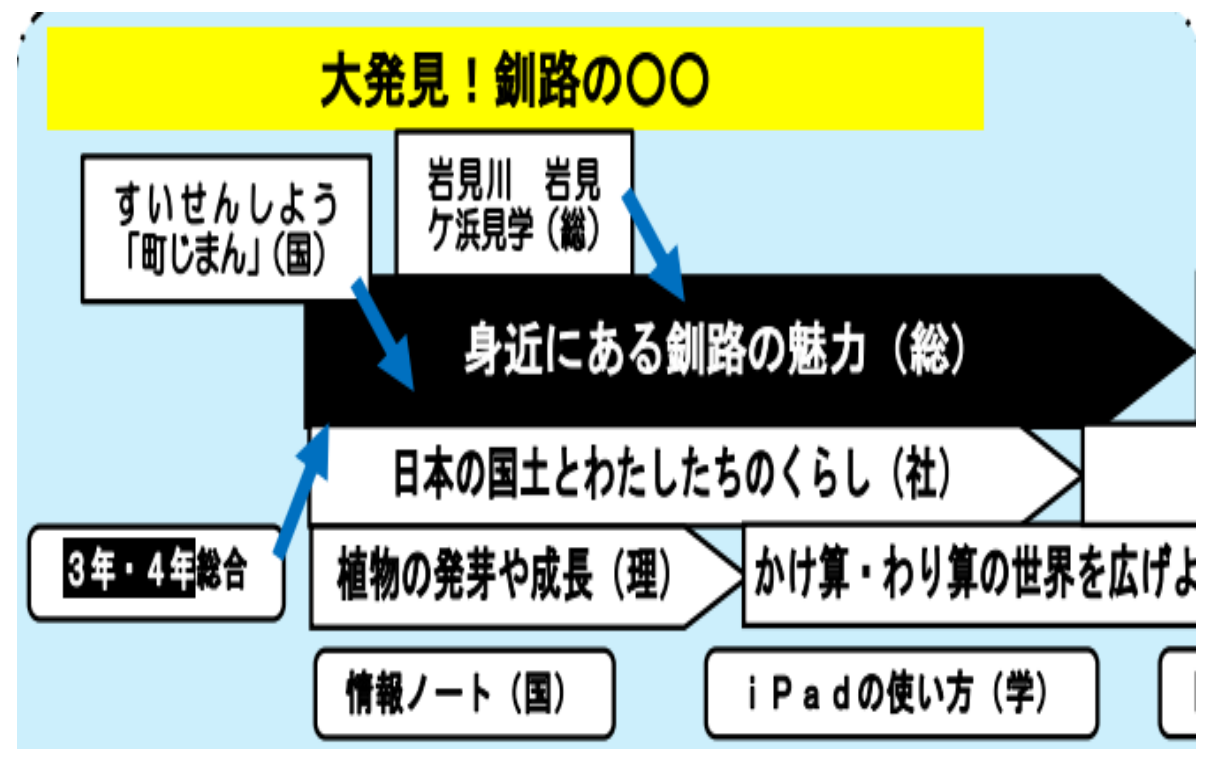 大発見！釧路の〇〇
すいせんしよう
「町じまん」（国）
岩見川　岩見
ケ浜見学（総）
身近にある釧路の魅力（総）
日本の国土とわたしたちのくらし（社）
３年・４年総合
植物の発芽や成長（理）
かけ算・わり算の世界を広げよ
情報ノート（国）
ｉＰａｄの使い方（学）